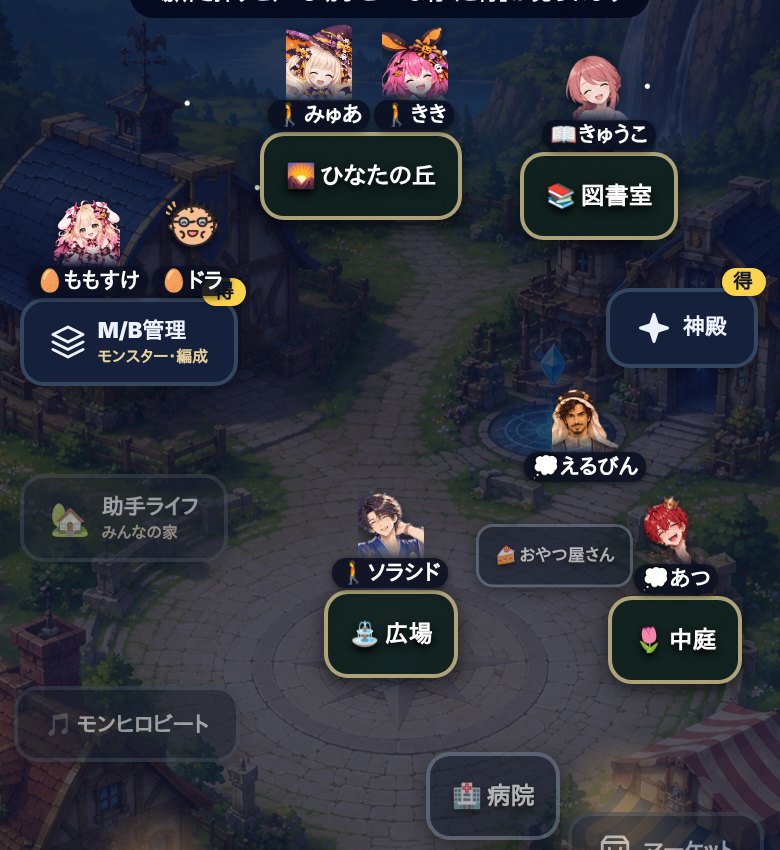 みゅあ
きき
きゅうこ
ひなたの丘
図書室
ももすけ
ドラ
得
得
M/B管理
モンスター・編成
神殿
えるびん
助手ライフ
みんなの家
ソラシド
おやつ屋さん
あつ
広場
中庭
モンヒロビート
病院
マーケット